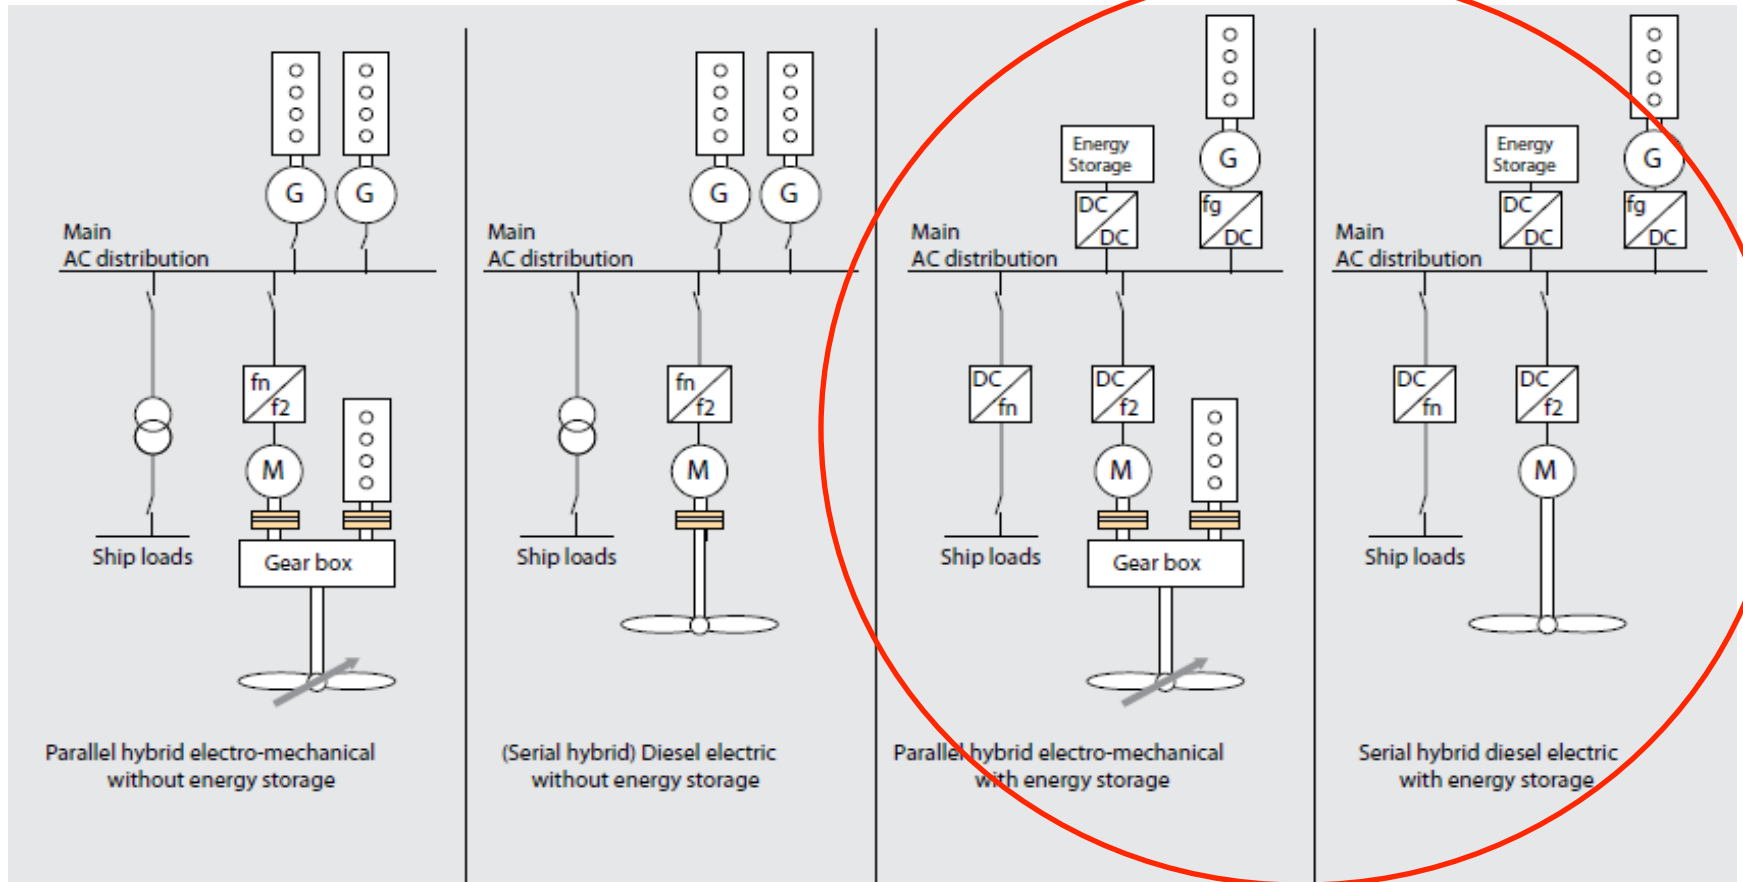 G
G
Main
AC distribution
fn
f2
M
Ship loads
Gear box
Parallel hybrid electro-mechanical
without energy storage
G
G
Main
AC distribution
fn
f2
M
Ship loads
(Serial hybrid) Diesel electric
without energy storage
Energy
Storage
G
DC
DC
fg
DC
Main
AC distribution
DC
fn
DC
f2
M
Ship loads
Gear box
Parallel hybrid electro-mechanical
with energy storage
Energy
Storage
G
DC
DC
fg
DC
Main
AC distribution
DC
fn
DC
f2
M
Ship loads
Serial hybrid diesel electric
with energy storage